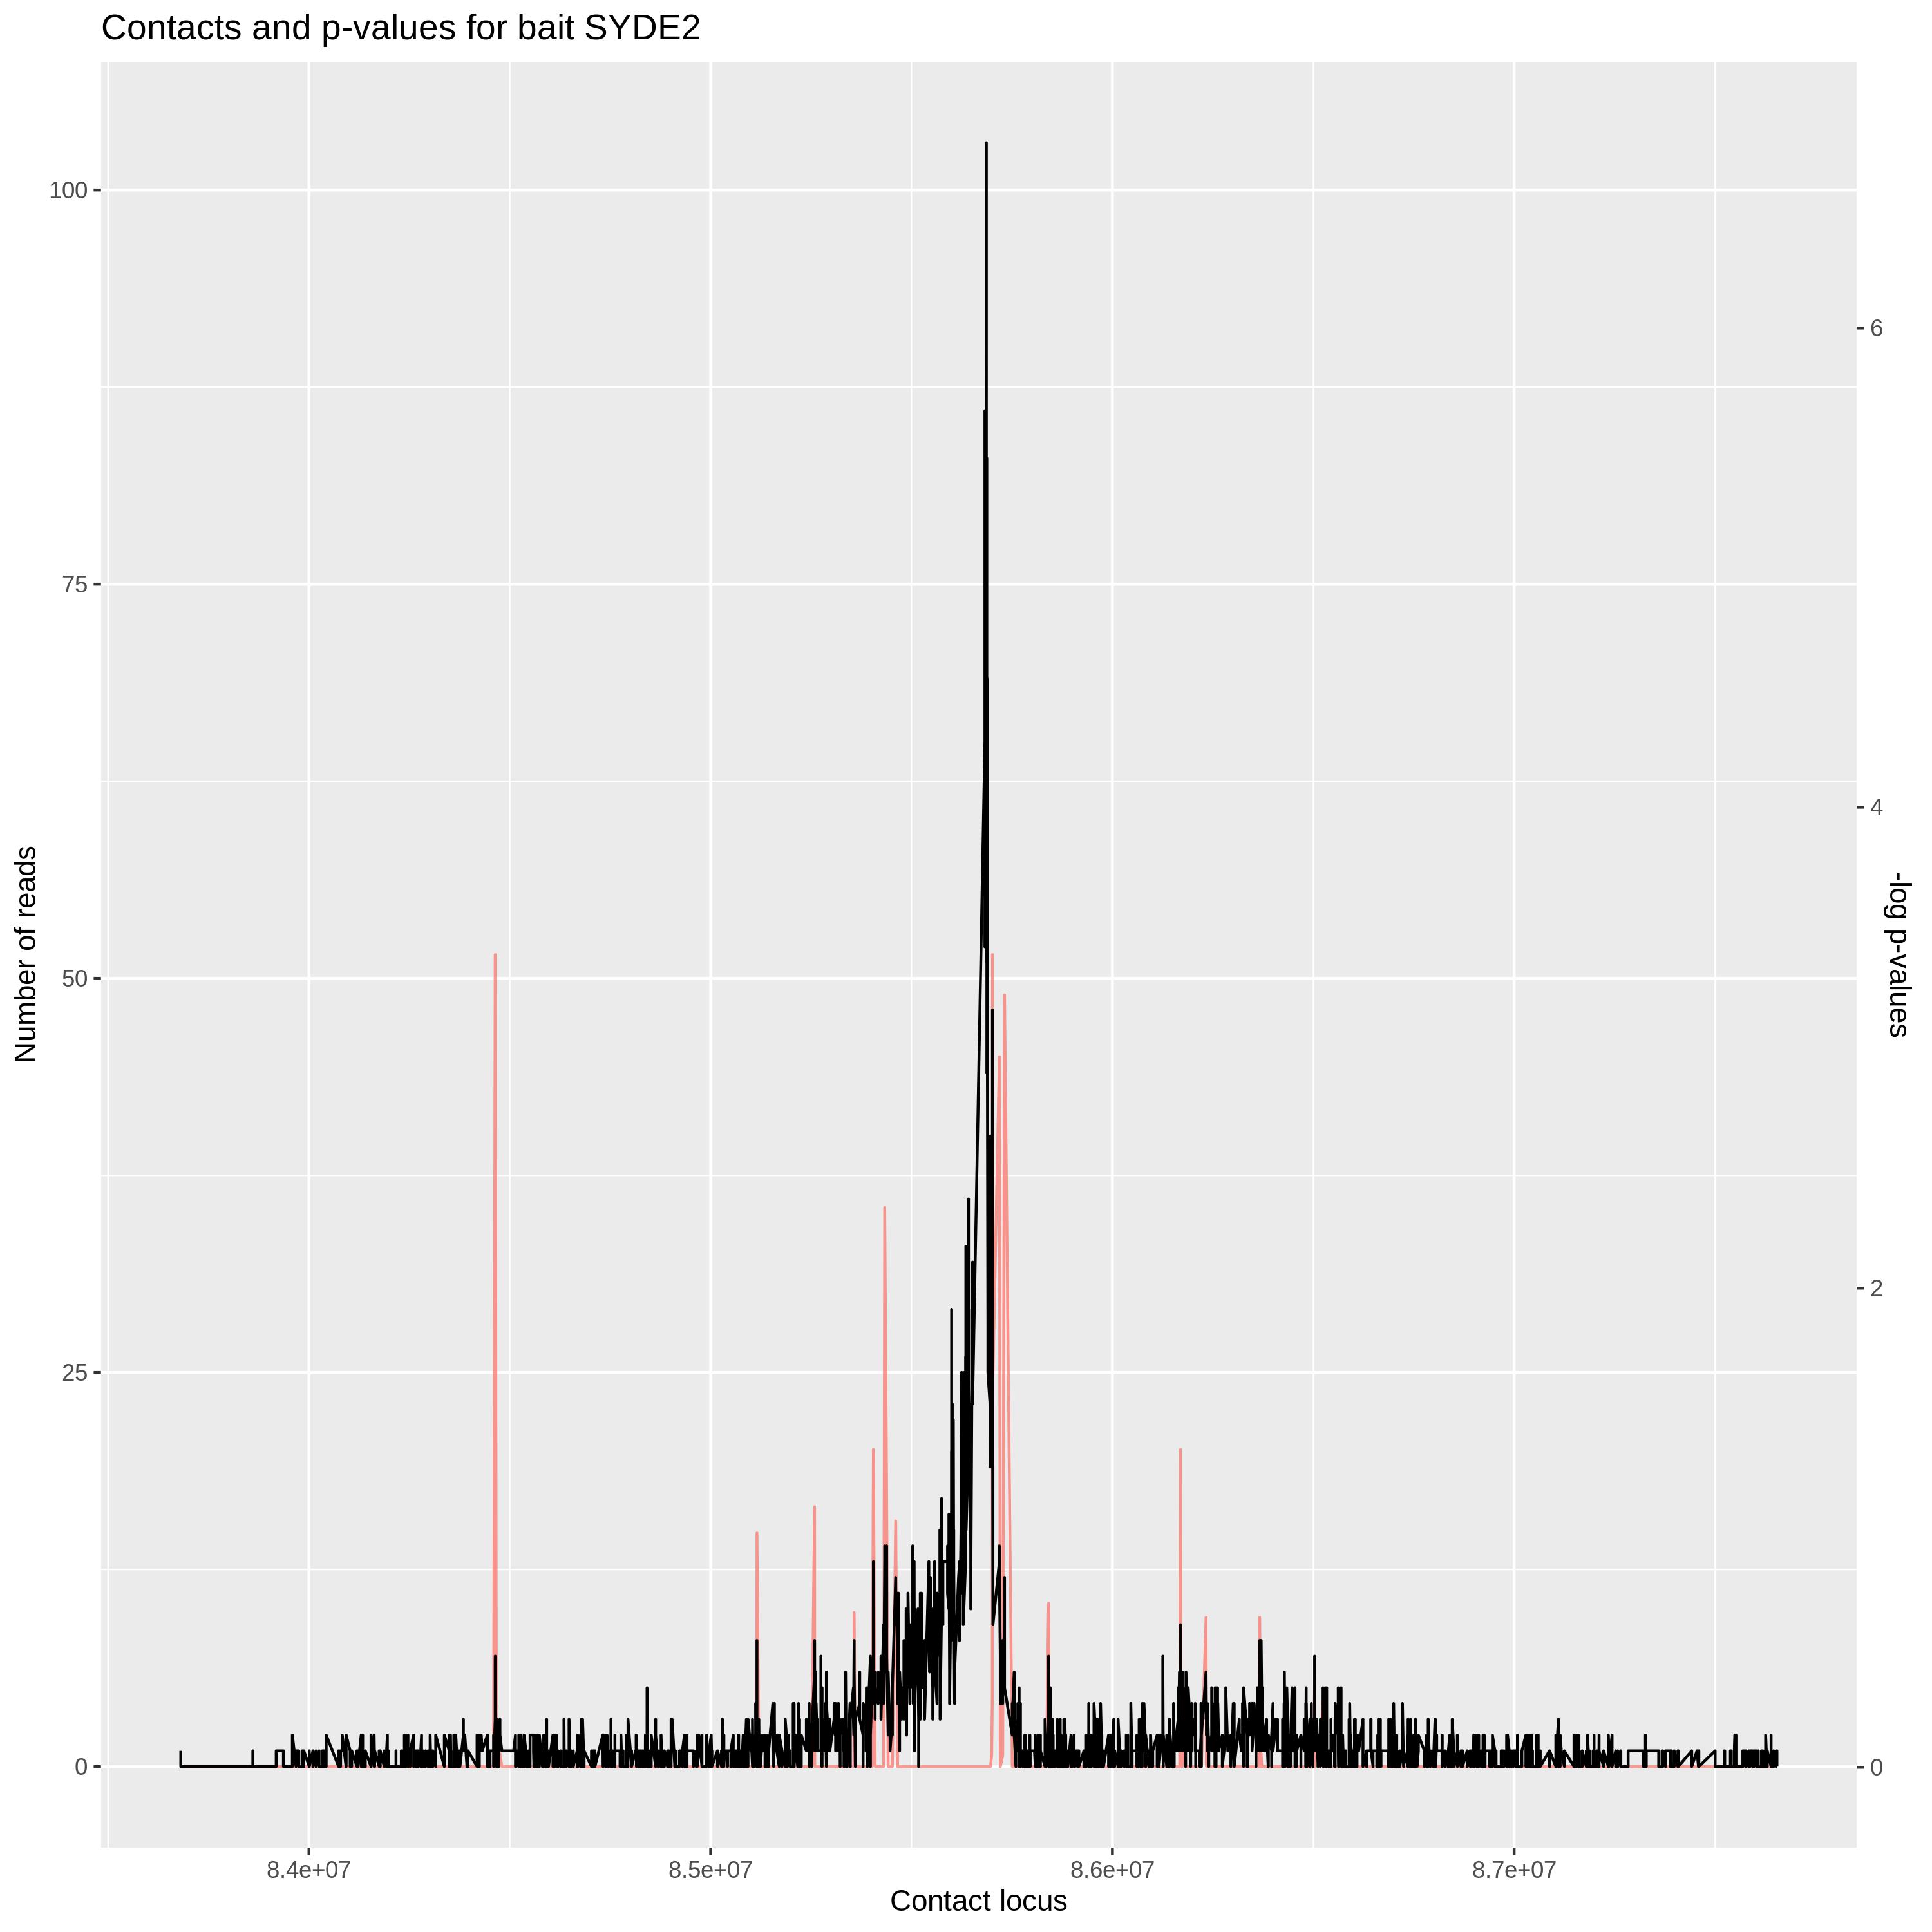 Contacts and p-values for bait SYDE2
100
75
50
25
0
Number of reads
6
4
2
0
-log p-values
8.4e+07
8.5e+07
8.6e+07
8.7e+07
Contact locus